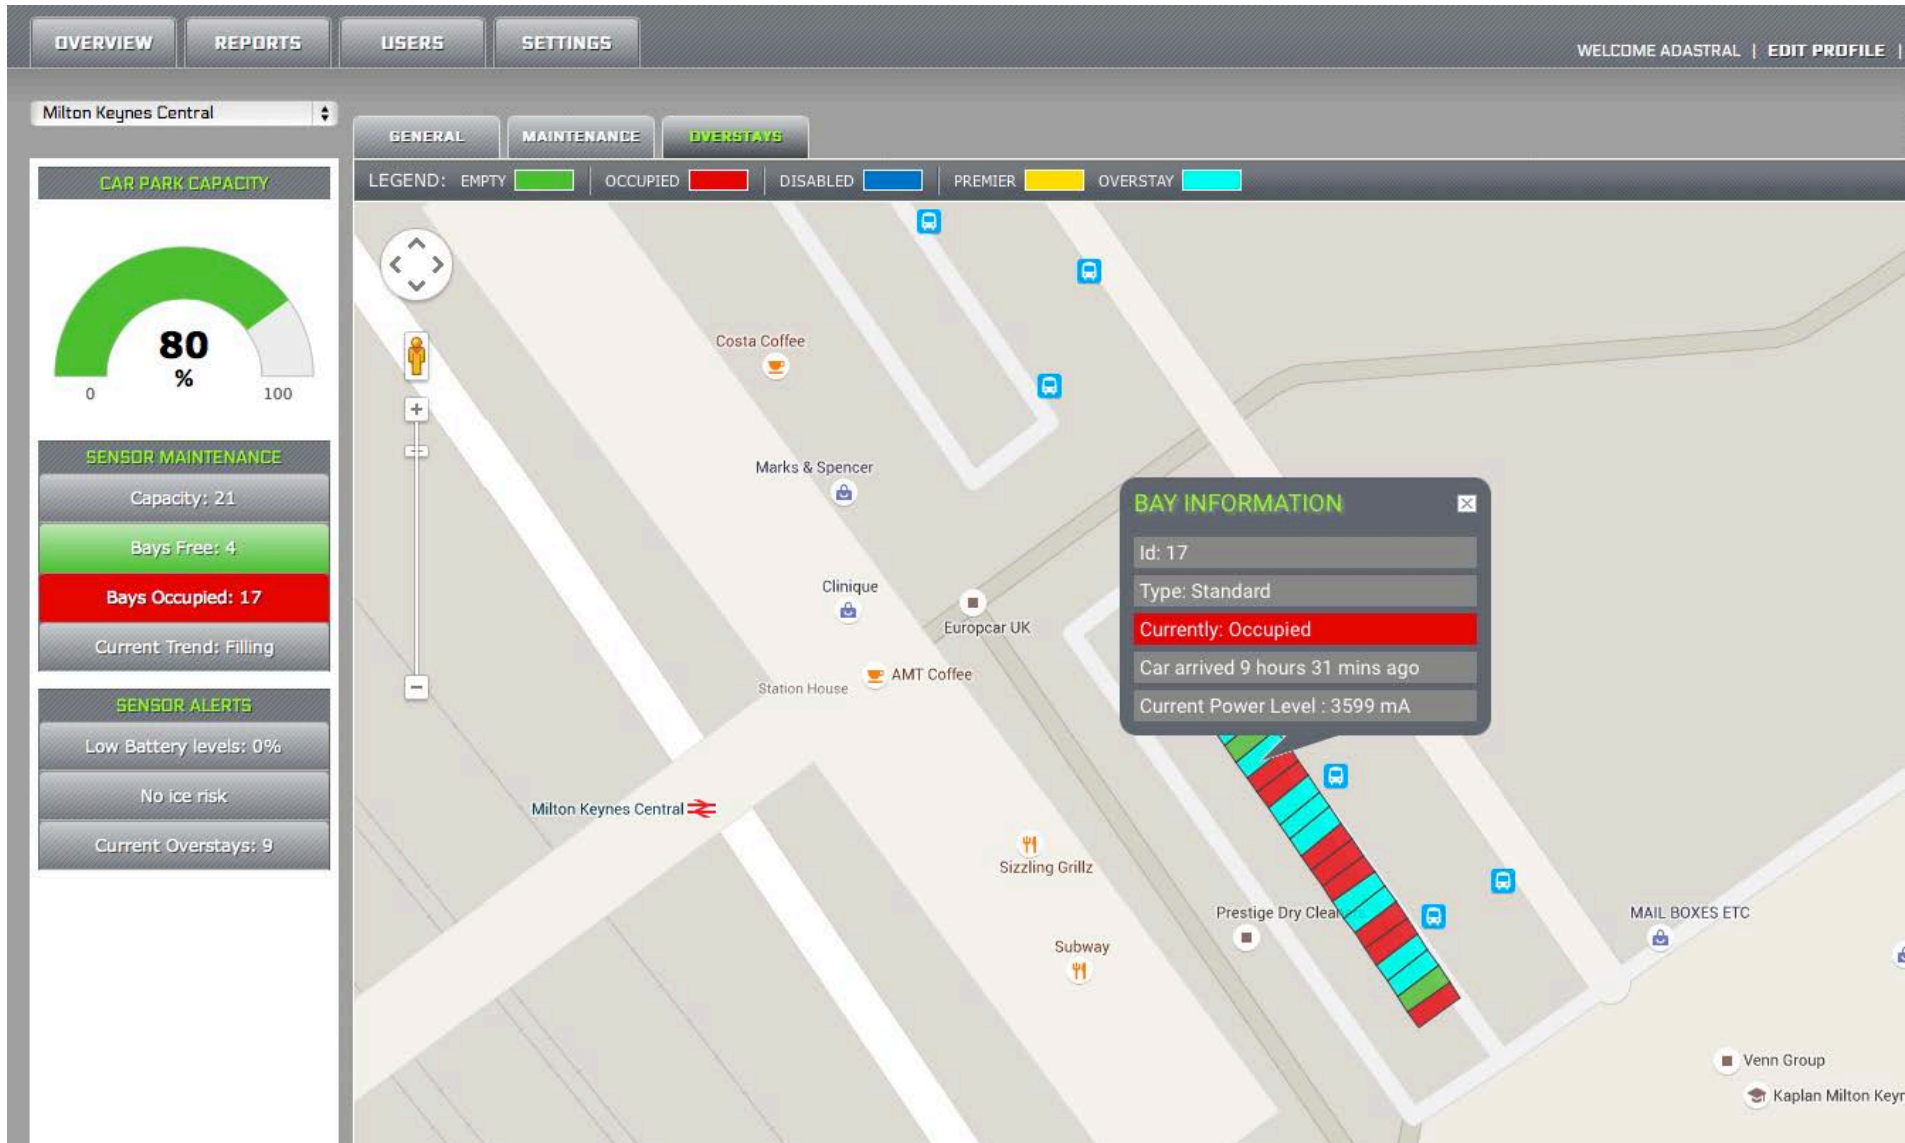 OVERVIEW
REPORTS
USERS
SETTINGS
WELCOME ADASTRAL | EDIT PROFILE |
Milton Keynes Central
GENERAL
MAINTENANCE
OVERSTAYS
LEGEND: EMPTY OCCUPIED DISABLED PREMIER OVERSTAY
CAR PARK CAPACITY
80
%
0
100
SENSOR MAINTENANCE
Capacity: 21
Bays Free: 4
Bays Occupied: 17
Current Trend: Filling
SENSOR ALERTS
Low Battery levels: 0%
No ice risk
Current Overstays: 9
Costa Coffee
Marks & Spencer
Clinique
Europcar UK
AMT Coffee
Station House
Milton Keynes Central
BAY INFORMATION
Id: 17
Type: Standard
Currently: Occupied
Car arrived 9 hours 31 mins ago
Current Power Level : 3599 mA
Sizzling Grillz
Prestige Dry Clea
Subway
MAIL BOXES ETC
Venn Group
Kaplan Milton Key